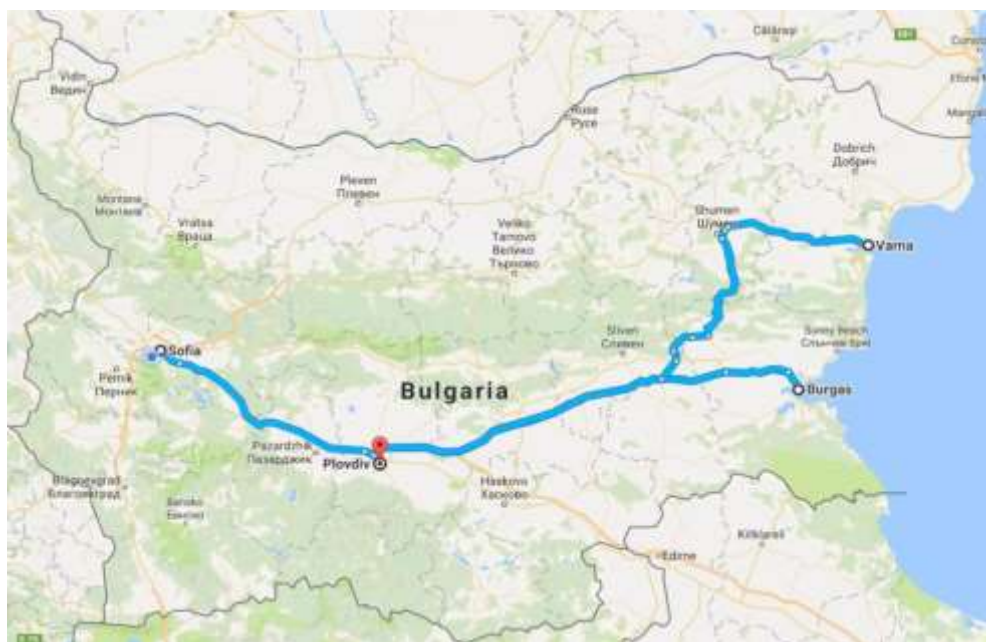 Călărași
Vidin
Видин
Ruse
Русе
Dobrich
Добрич
Pleven
Плевен
Montana
Монтана
Vratsa
Враца
Veliko
Tarnovo
Велико
Търново
Shumen
Varna
Sofia
Pernik
Перник
Sliven
Сливен
Sunny Beach
Слънчев бряг
Bulgaria
Burgas
Pazardzhik
Пазарджик
Plovdiv
Haskovo
Хасково
Blagoevgrad
Благоевград
Bansko
Банско
Edirne
Kırklareli